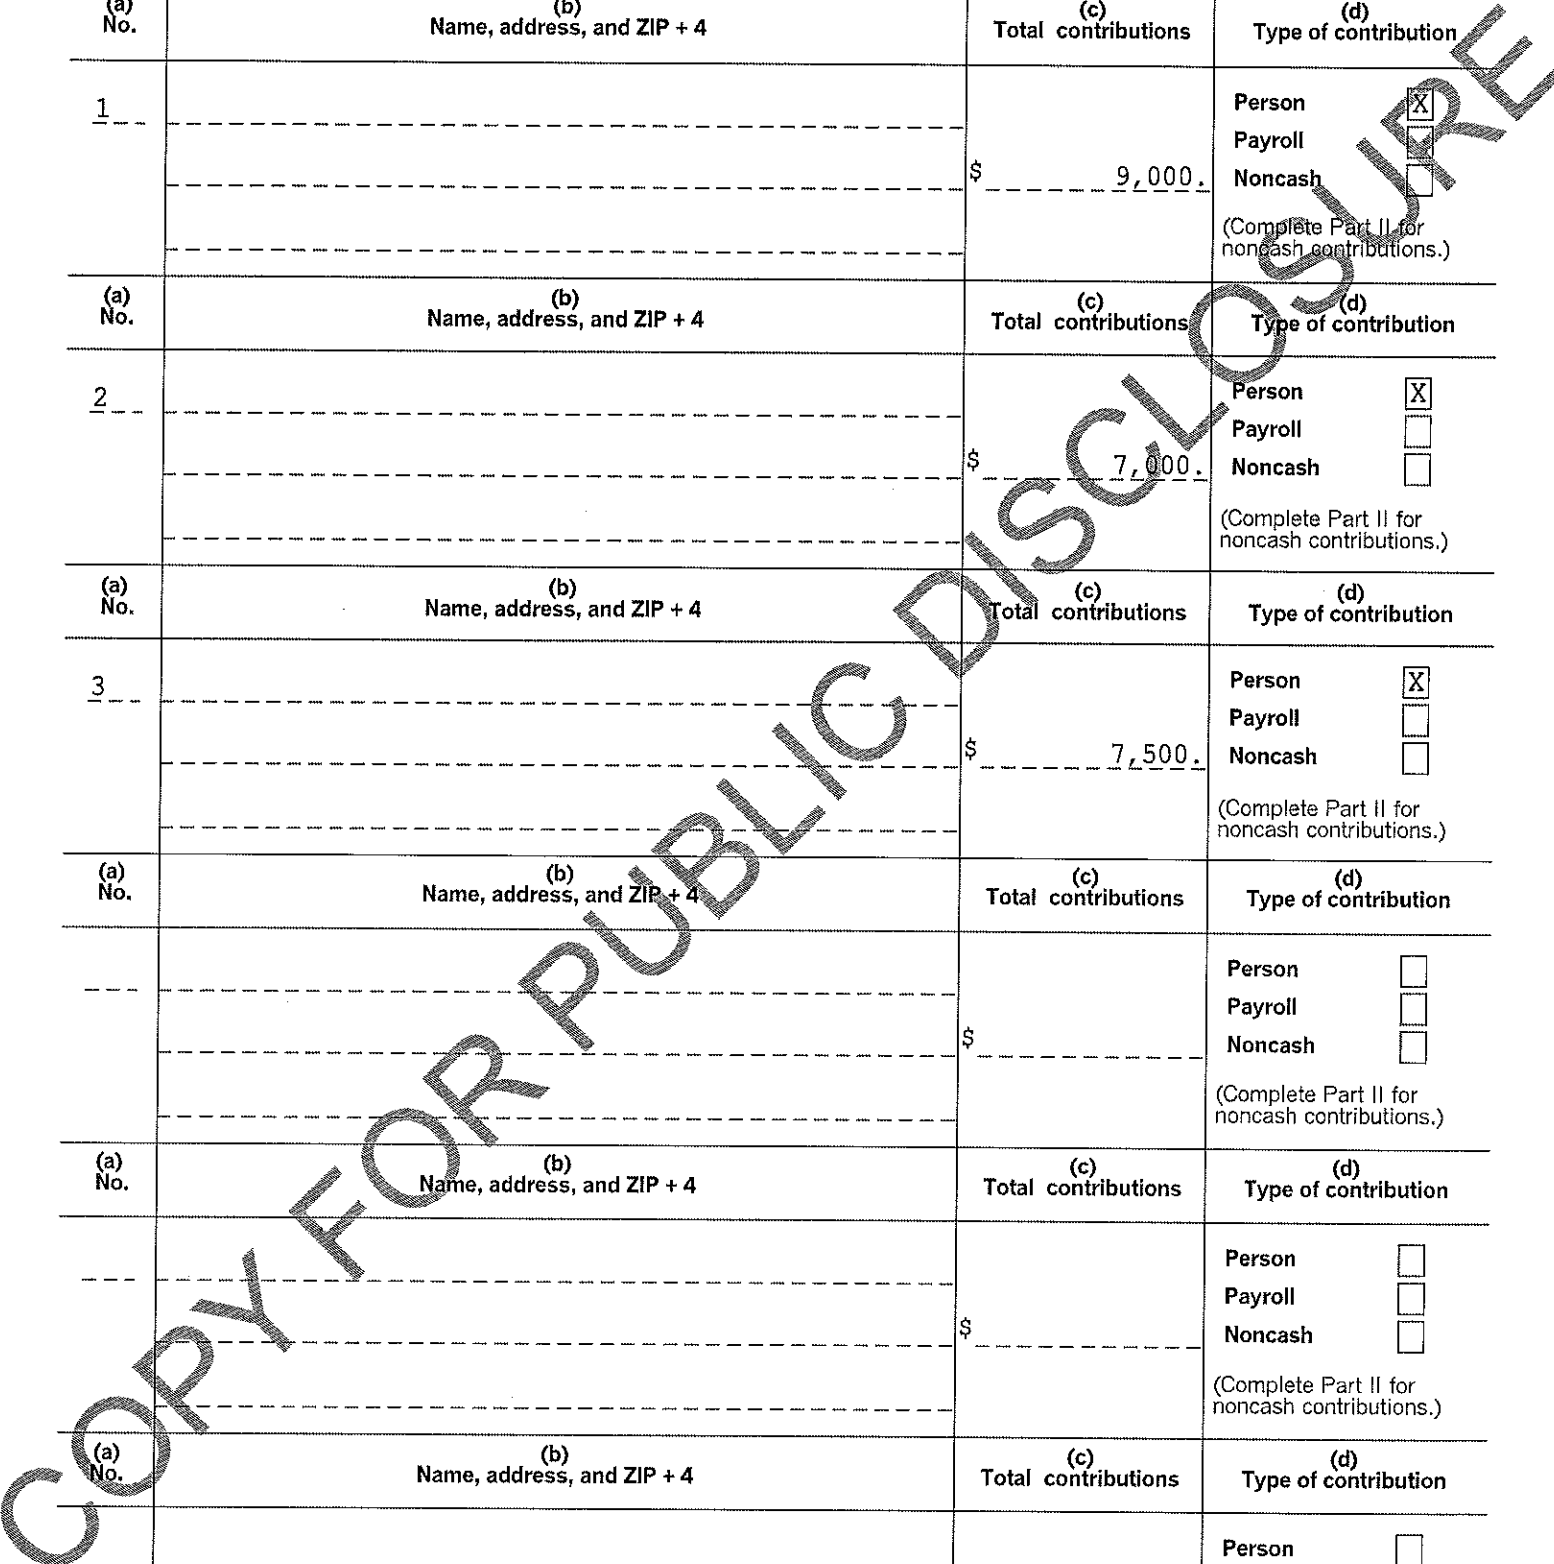 (a) (b) (c) (d)
No. Name, address, and ZIP + 4 Total contributions Type of contribution
1 Person X
Payroll
$ 9,000. Noncash
(Complete Part II for
noncash contributions.)
(a) (b) (c) (d)
No. Name, address, and ZIP + 4 Total contributions Type of contribution
2 Person X
Payroll
$ 7,000. Noncash
(Complete Part II for
noncash contributions.)
(a) (b) (c) (d)
No. Name, address, and ZIP + 4 Total contributions Type of contribution
3 Person X
Payroll
$ 7,500. Noncash
(Complete Part II for
noncash contributions.)
(a) (b) (c) (d)
No. Name, address, and ZIP + 4 Total contributions Type of contribution
Person
Payroll
$ Noncash
(Complete Part II for
noncash contributions.)
(a) (b) (c) (d)
No. Name, address, and ZIP + 4 Total contributions Type of contribution
Person
Payroll
$ Noncash
(Complete Part II for
noncash contributions.)
(a) (b) (c) (d)
No. Name, address, and ZIP + 4 Total contributions Type of contribution
Person
COPY FOR PUBLIC DISCLOSURE